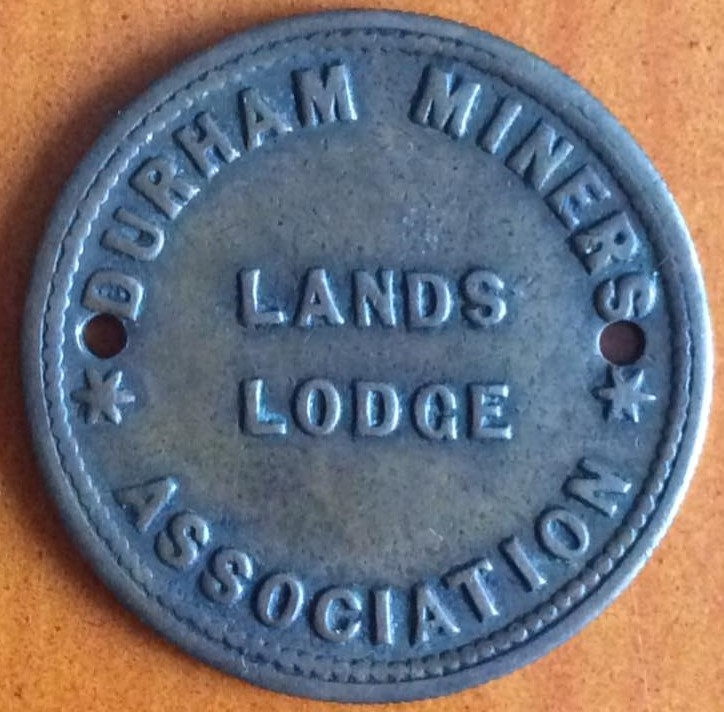 DURHAM MINERS
LANDS
LODGE
ASSOCIATION